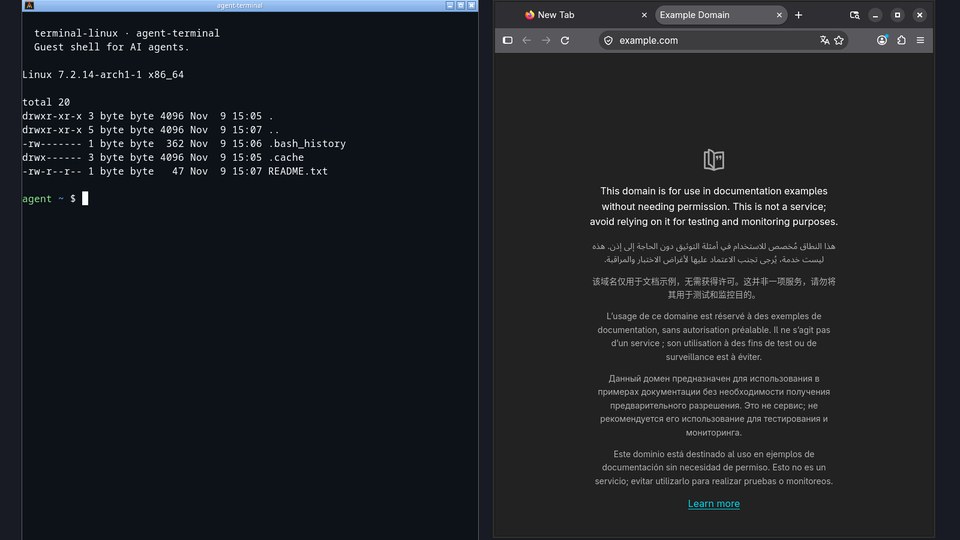 agent-terminal
terminal-linux · agent-terminal
Guest shell for AI agents.
Linux 7.2.14-arch1-1 x86_64
total 20
drwxr-xr-x 3 byte byte 4096 Nov  9 15:05 .
drwxr-xr-x 5 byte byte 4096 Nov  9 15:07 ..
-rw------- 1 byte byte  362 Nov  9 15:06 .bash_history
drwx------ 3 byte byte 4096 Nov  9 15:05 .cache
-rw-r--r-- 1 byte byte   47 Nov  9 15:07 README.txt
agent ~ $
New Tab
Example Domain
example.com
This domain is for use in documentation examples
without needing permission. This is not a service;
avoid relying on it for testing and monitoring purposes.
هذا النطاق مُخصص للاستخدام في أمثلة التوثيق دون الحاجة إلى إذن. هذه
ليست خدمة، يُرجى تجنب الاعتماد عليها لأغراض الاختبار والمراقبة.
该域名仅用于文档示例，无需获得许可。这并非一项服务，请勿将
其用于测试和监控目的。
L'usage de ce domaine est réservé à des exemples de
documentation, sans autorisation préalable. Il ne s'agit pas
d'un service ; son utilisation à des fins de test ou de
surveillance est à éviter.
Данный домен предназначен для использования в
примерах документации без необходимости получения
предварительного разрешения. Это не сервис; не
рекомендуется его использование для тестирования и
мониторинга.
Este dominio está destinado al uso en ejemplos de
documentación sin necesidad de permiso. Esto no es un
servicio; evitar utilizarlo para realizar pruebas o monitoreos.
Learn more